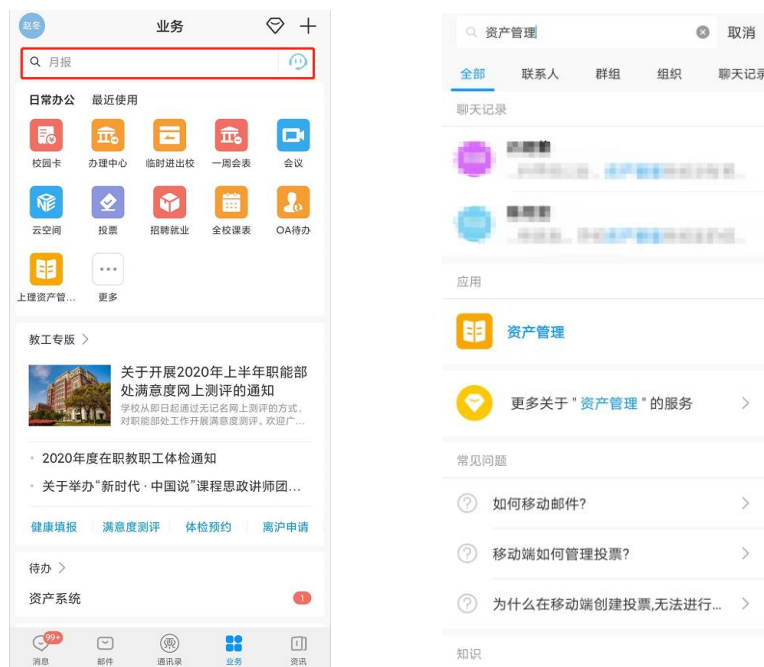 赵冬
业务
月报
日常办公 最近使用
校园卡 办理中心 临时进出校 一周会表 会议
云空间 投票 招聘就业 全校课表 OA待办
上理资产管... 更多
教工专版
关于开展2020年上半年职能部
处满意度网上测评的通知
学校从即日起通过无记名网上测评的方式，
对职能部处工作开展满意度测评。欢迎广...
2020年度在职教职工体检通知
关于举办“新时代·中国说”课程思政讲师团...
健康填报 满意度测评 体检预约 离沪申请
待办
资产系统 1
99+
消息 邮件 通讯录 业务 资讯
资产管理 取消
全部 联系人 群组 组织 聊天记录
聊天记录
应用
资产管理
更多关于"资产管理"的服务
常见问题
如何移动邮件?
移动端如何管理投票?
为什么在移动端创建投票,无法进行...
知识